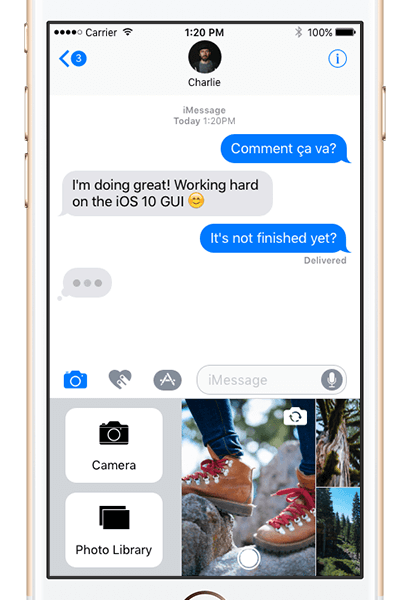 Carrier 1:20 PM 100%
3
Charlie
iMessage
Today 1:20PM
Comment ça va?
I'm doing great! Working hard
on the iOS 10 GUI 😊
It's not finished yet?
Delivered
iMessage
Camera
Photo Library